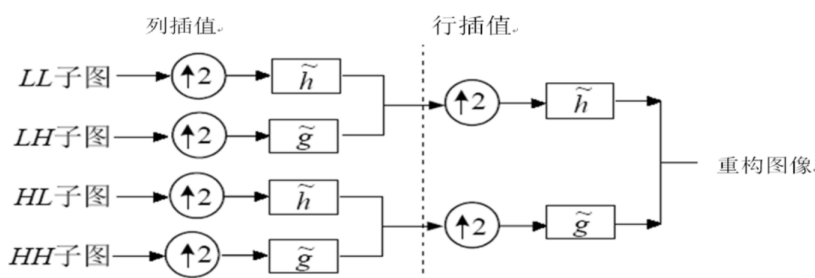 列插值 行插值
LL子图 ↑2 h̃ ↑2 h̃
LH子图 ↑2 g̃
重构图像
HL子图 ↑2 h̃
↑2 g̃
HH子图 ↑2 g̃